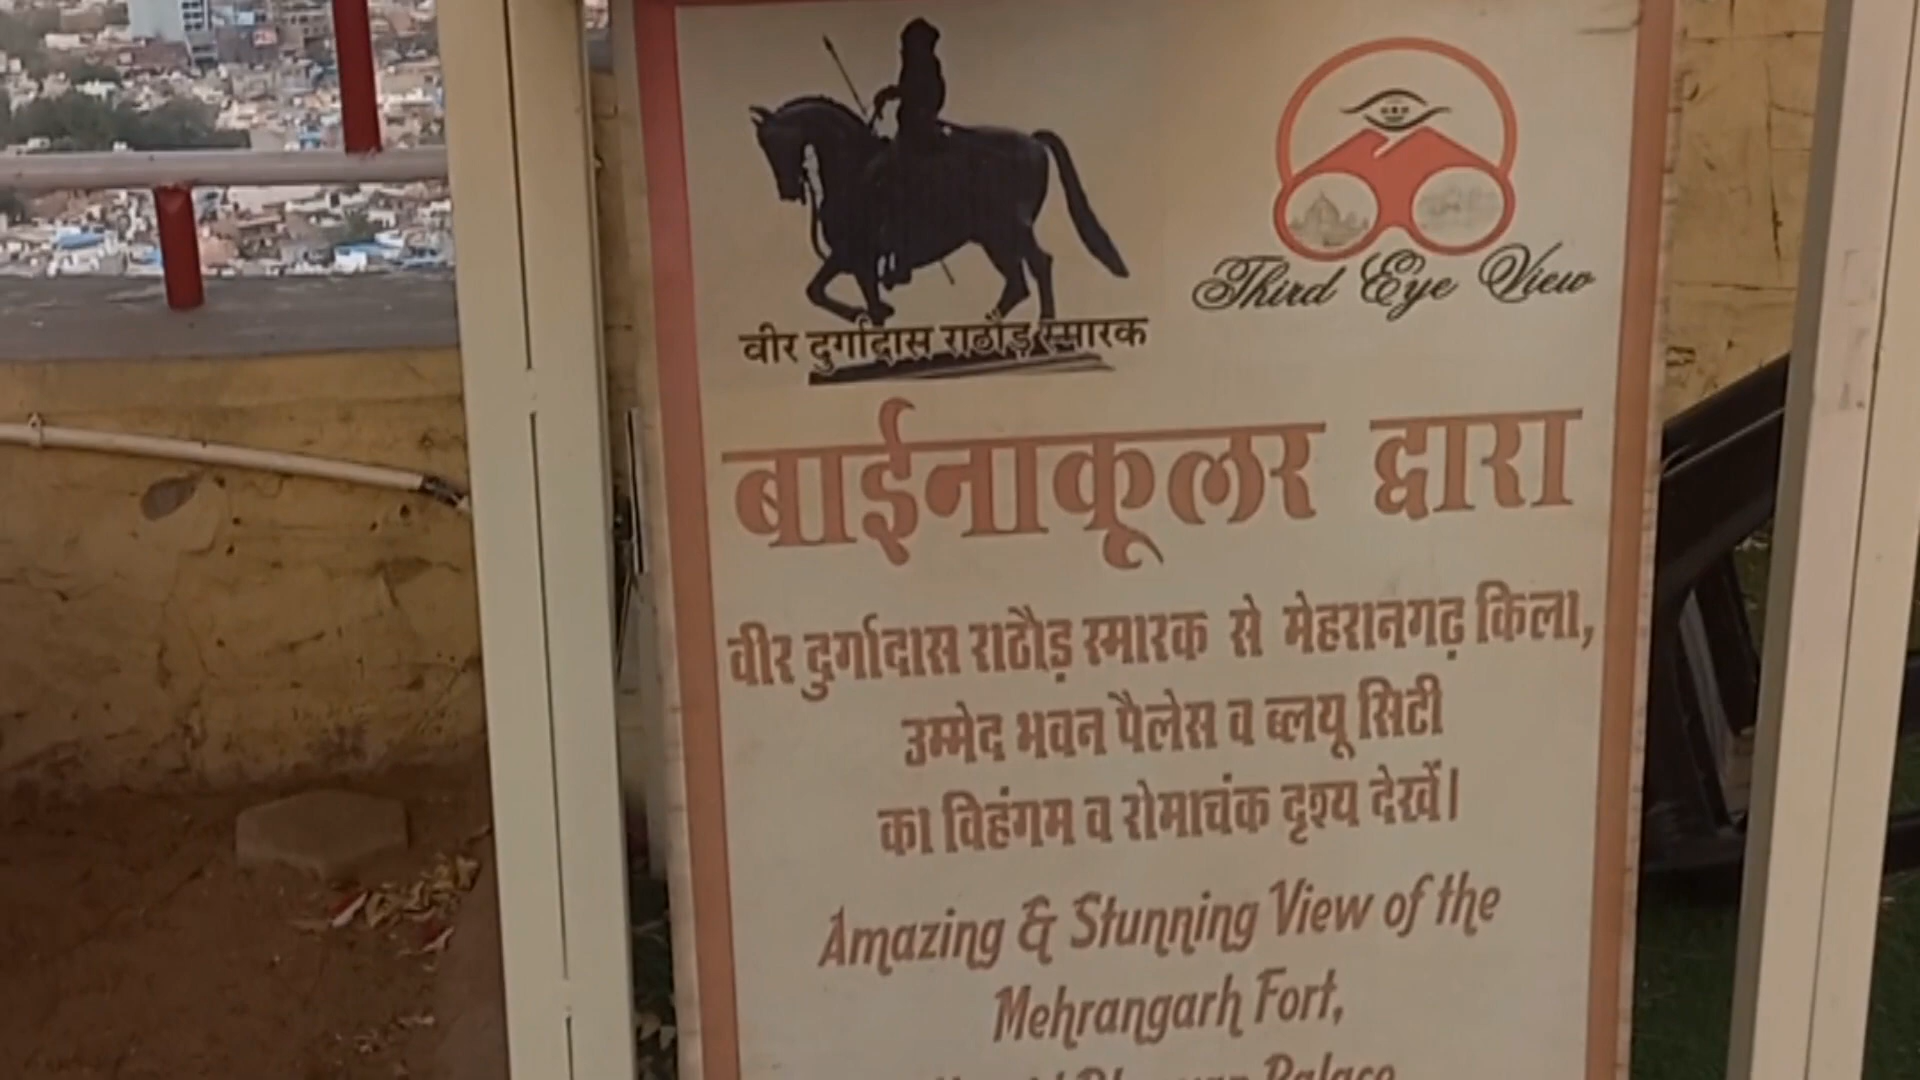 वीर दुर्गादास राठौड़ स्मारक
Third Eye View
बाईनाकूलर द्वारा
वीर दुर्गादास राठौड़ स्मारक से मेहरानगढ़ किला,
उम्मेद भवन पैलेस व ब्लयू सिटी
का विहंगम व रोमाचंक दृश्य देखें।
Amazing & Stunning View of the
Mehrangarh Fort,
Palace